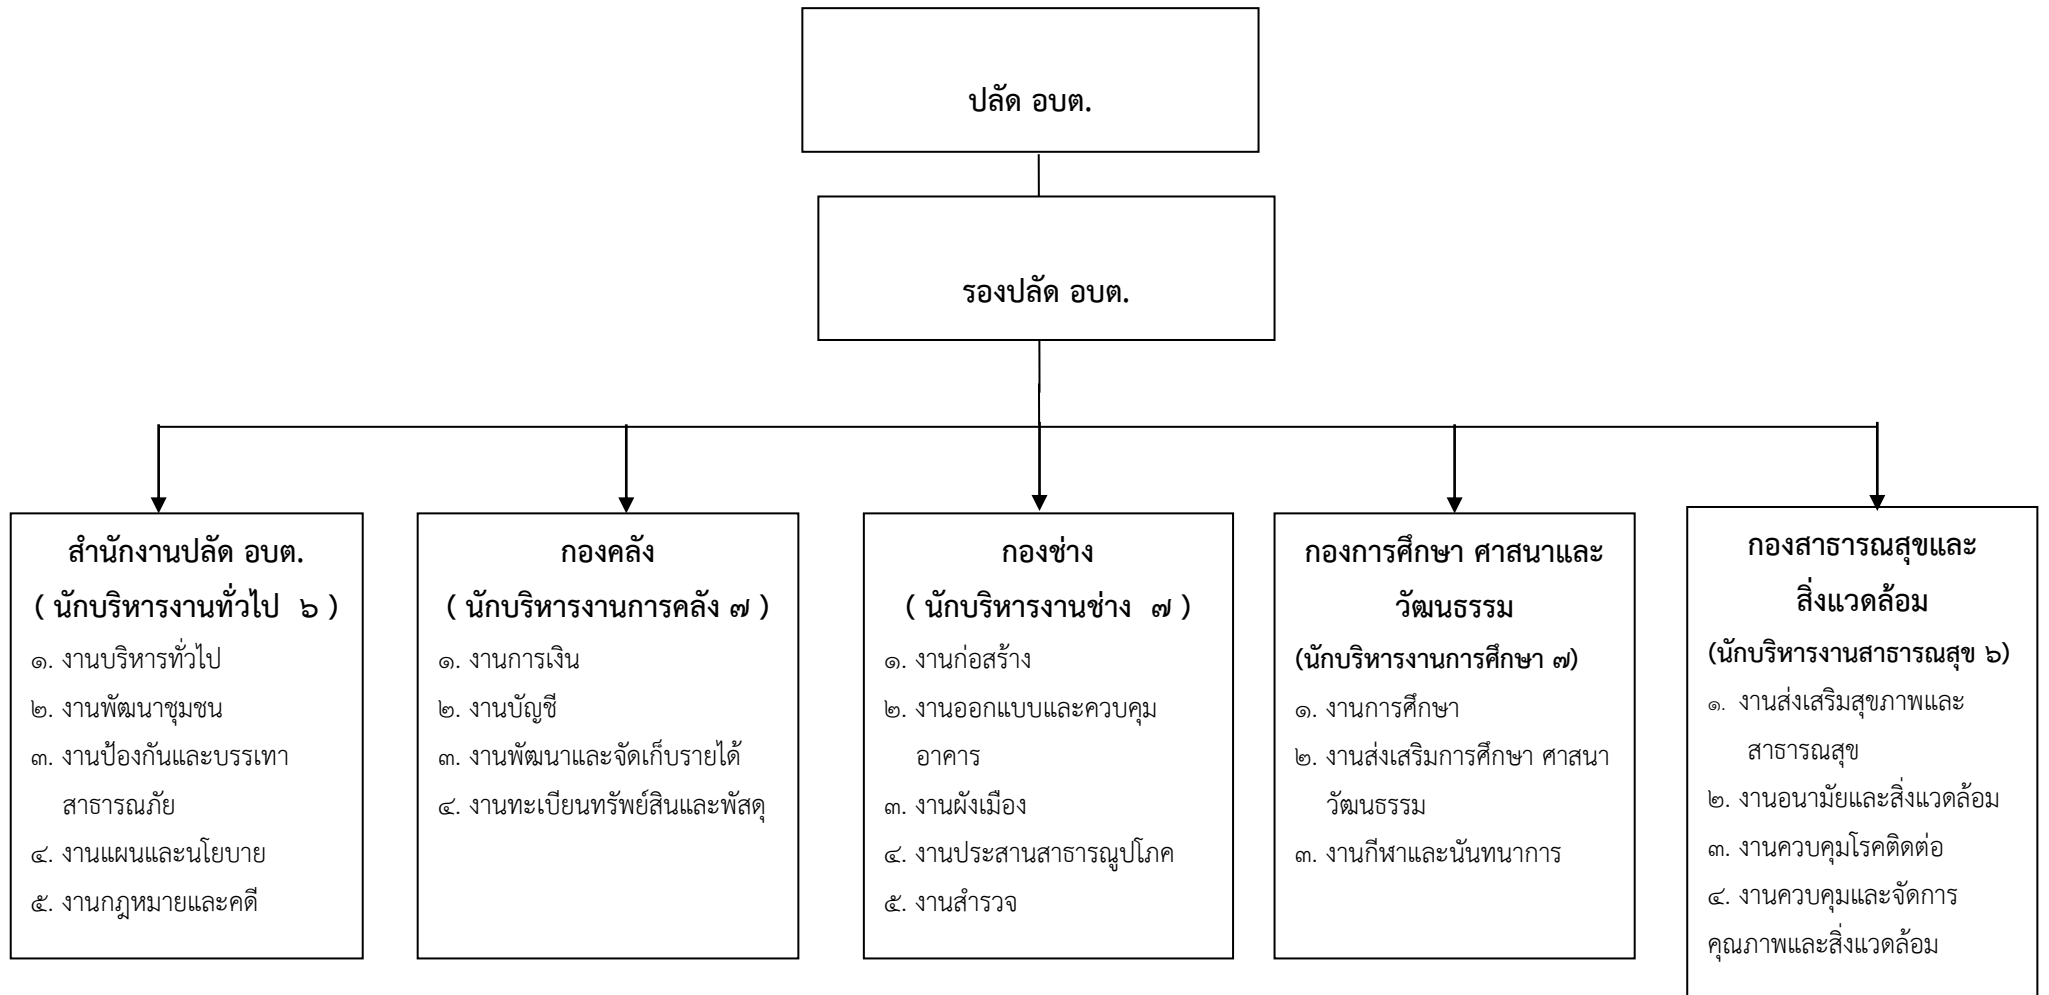 ปลัด อบต.
รองปลัด อบต.
สำนักงานปลัด อบต.
( นักบริหารงานทั่วไป ๖ )
๑. งานบริหารทั่วไป
๒. งานพัฒนาชุมชน
๓. งานป้องกันและบรรเทา
สาธารณภัย
๔. งานแผนและนโยบาย
๕. งานกฎหมายและคดี
กองคลัง
( นักบริหารงานการคลัง ๗ )
๑. งานการเงิน
๒. งานบัญชี
๓. งานพัฒนาและจัดเก็บรายได้
๔. งานทะเบียนทรัพย์สินและพัสดุ
กองช่าง
( นักบริหารงานช่าง ๗ )
๑. งานก่อสร้าง
๒. งานออกแบบและควบคุม
อาคาร
๓. งานผังเมือง
๔. งานประสานสาธารณูปโภค
๕. งานสำรวจ
กองการศึกษา ศาสนาและ
วัฒนธรรม
(นักบริหารงานการศึกษา ๗)
๑. งานการศึกษา
๒. งานส่งเสริมการศึกษา ศาสนา
วัฒนธรรม
๓. งานกีฬาและนันทนาการ
กองสาธารณสุขและ
สิ่งแวดล้อม
(นักบริหารงานสาธารณสุข ๖)
๑. งานส่งเสริมสุขภาพและ
สาธารณสุข
๒. งานอนามัยและสิ่งแวดล้อม
๓. งานควบคุมโรคติดต่อ
๔. งานควบคุมและจัดการ
คุณภาพและสิ่งแวดล้อม